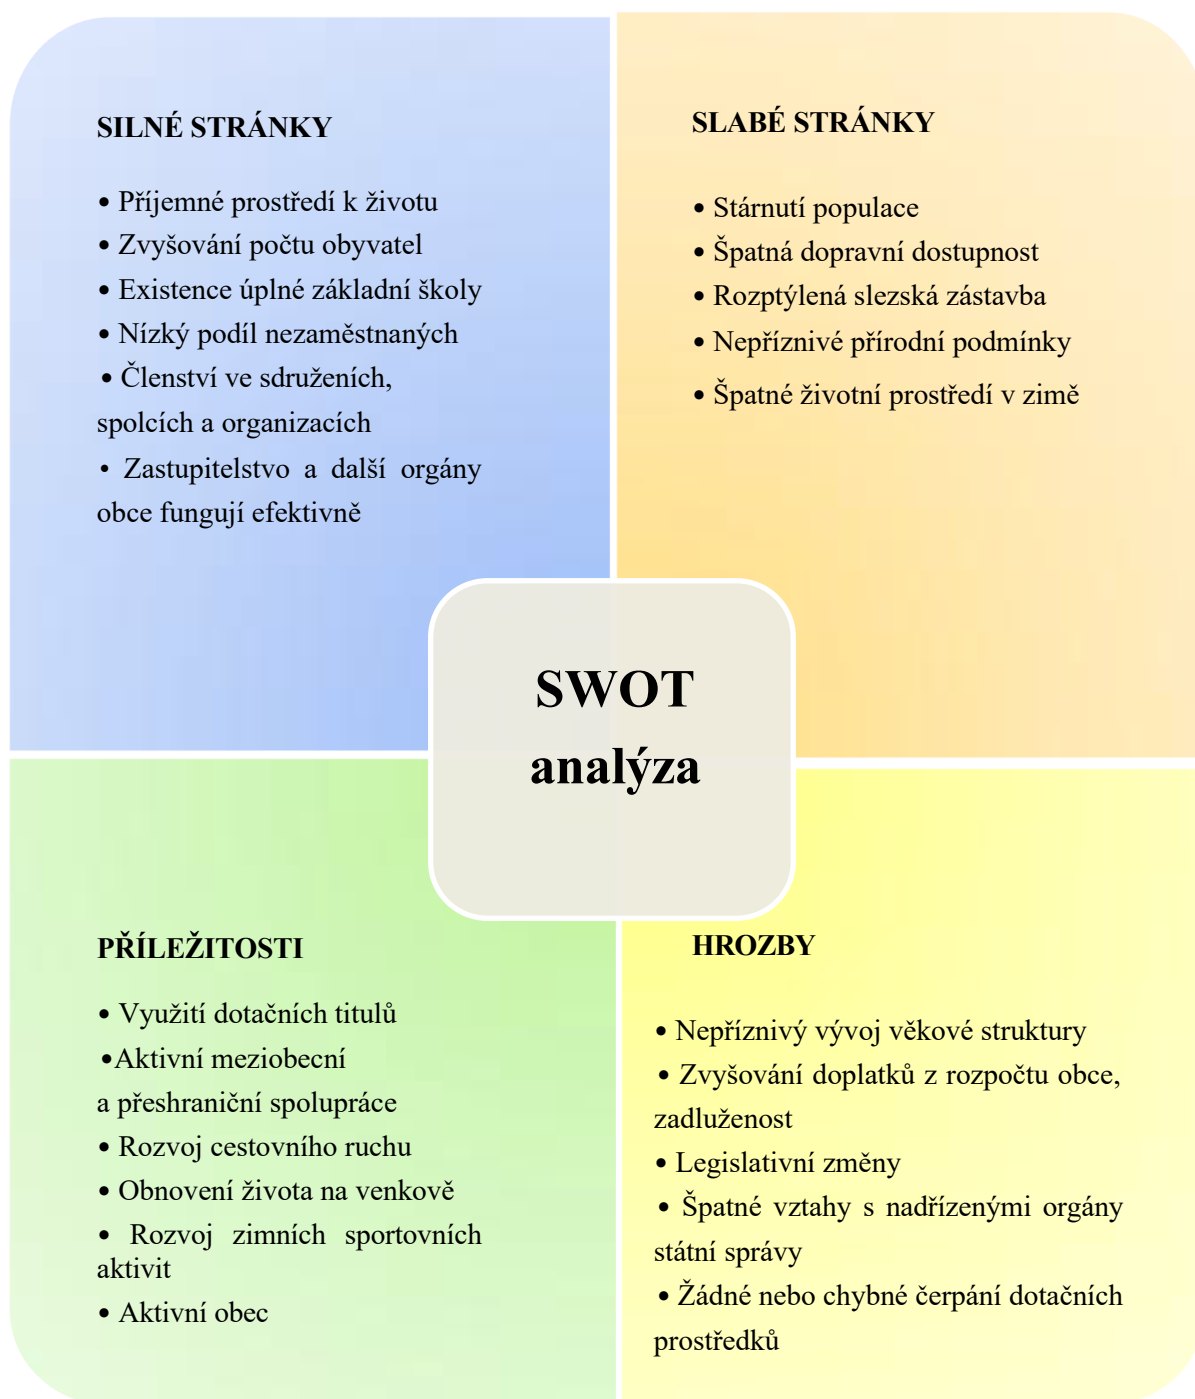 SILNÉ STRÁNKY
• Příjemné prostředí k životu
• Zvyšování počtu obyvatel
• Existence úplné základní školy
• Nízký podíl nezaměstnaných
• Členství ve sdruženích,
spolcích a organizacích
• Zastupitelstvo a další orgány
obce fungují efektivně
SLABÉ STRÁNKY
• Stárnutí populace
• Špatná dopravní dostupnost
• Rozptýlená slezská zástavba
• Nepříznivé přírodní podmínky
• Špatné životní prostředí v zimě
SWOT
analýza
PŘÍLEŽITOSTI
• Využití dotačních titulů
•Aktivní meziobecní
a přeshraniční spolupráce
• Rozvoj cestovního ruchu
• Obnovení života na venkově
• Rozvoj zimních sportovních
aktivit
• Aktivní obec
HROZBY
• Nepříznivý vývoj věkové struktury
• Zvyšování doplatků z rozpočtu obce,
zadluženost
• Legislativní změny
• Špatné vztahy s nadřízenými orgány
státní správy
• Žádné nebo chybné čerpání dotačních
prostředků